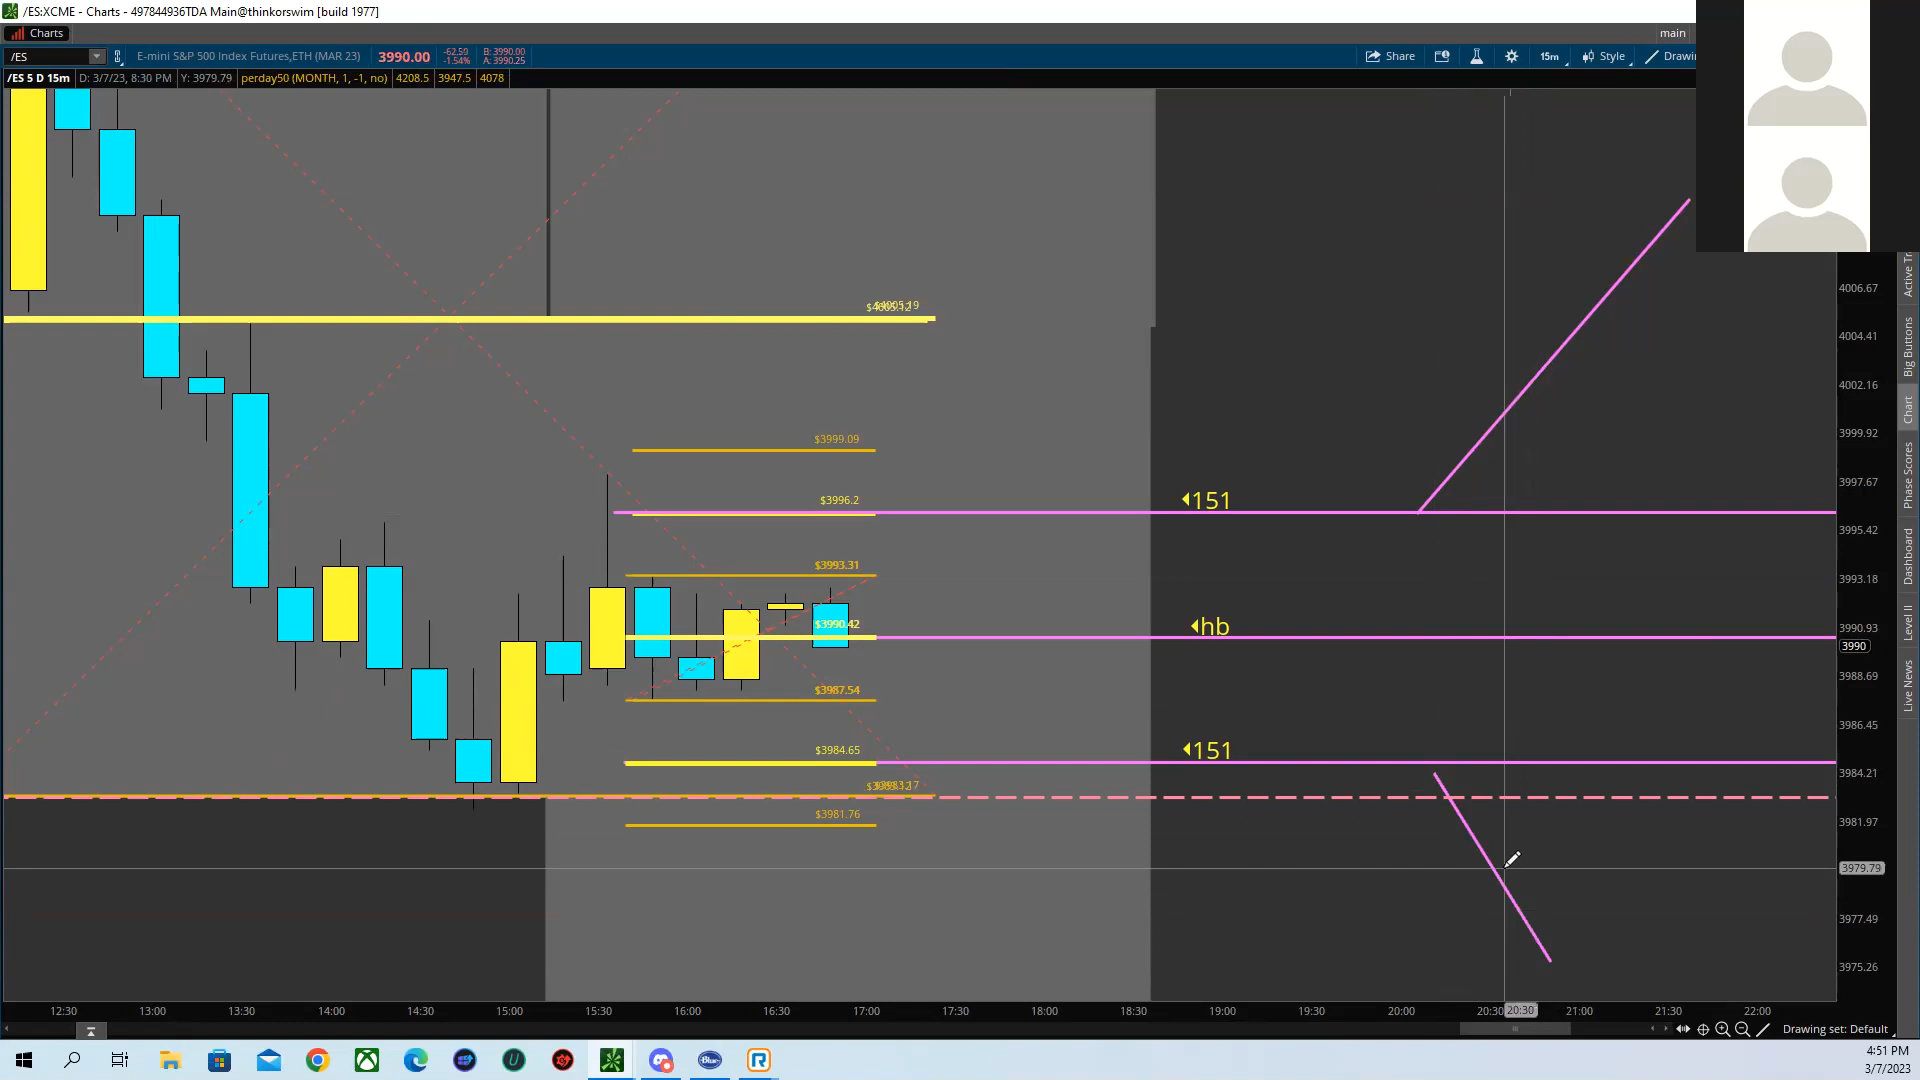 /ES:XCME - Charts - 497844936TDA Main@thinkorswim [build 1977]
Charts
main
/ES
E-mini S&P 500 Index Futures,ETH (MAR 23)
3990.00
-62.50
-1.54%
B: 3990.00
A: 3990.25
Share
15m
Style
Drawin
/ES 5 D 15m
D: 3/7/23, 8:30 PM
Y: 3979.79
perday50 (MONTH, 1, -1, no)
4208.5
3947.5
4078
$3999.09
$3996.2
$3993.31
$3990.42
$3987.54
$3984.65
$3981.76
151
hb
151
4006.67
4004.41
4002.16
3999.92
3997.67
3995.42
3993.18
3990.93
3990
3988.69
3986.45
3984.21
3981.97
3979.79
3977.49
3975.26
Active Tr
Big Buttons
Chart
Phase Scores
Dashboard
Level II
Live News
12:30
13:00
13:30
14:00
14:30
15:00
15:30
16:00
16:30
17:00
17:30
18:00
18:30
19:00
19:30
20:00
20:30
20:30
21:00
21:30
22:00
Drawing set: Default
Blue
4:51 PM
3/7/2023